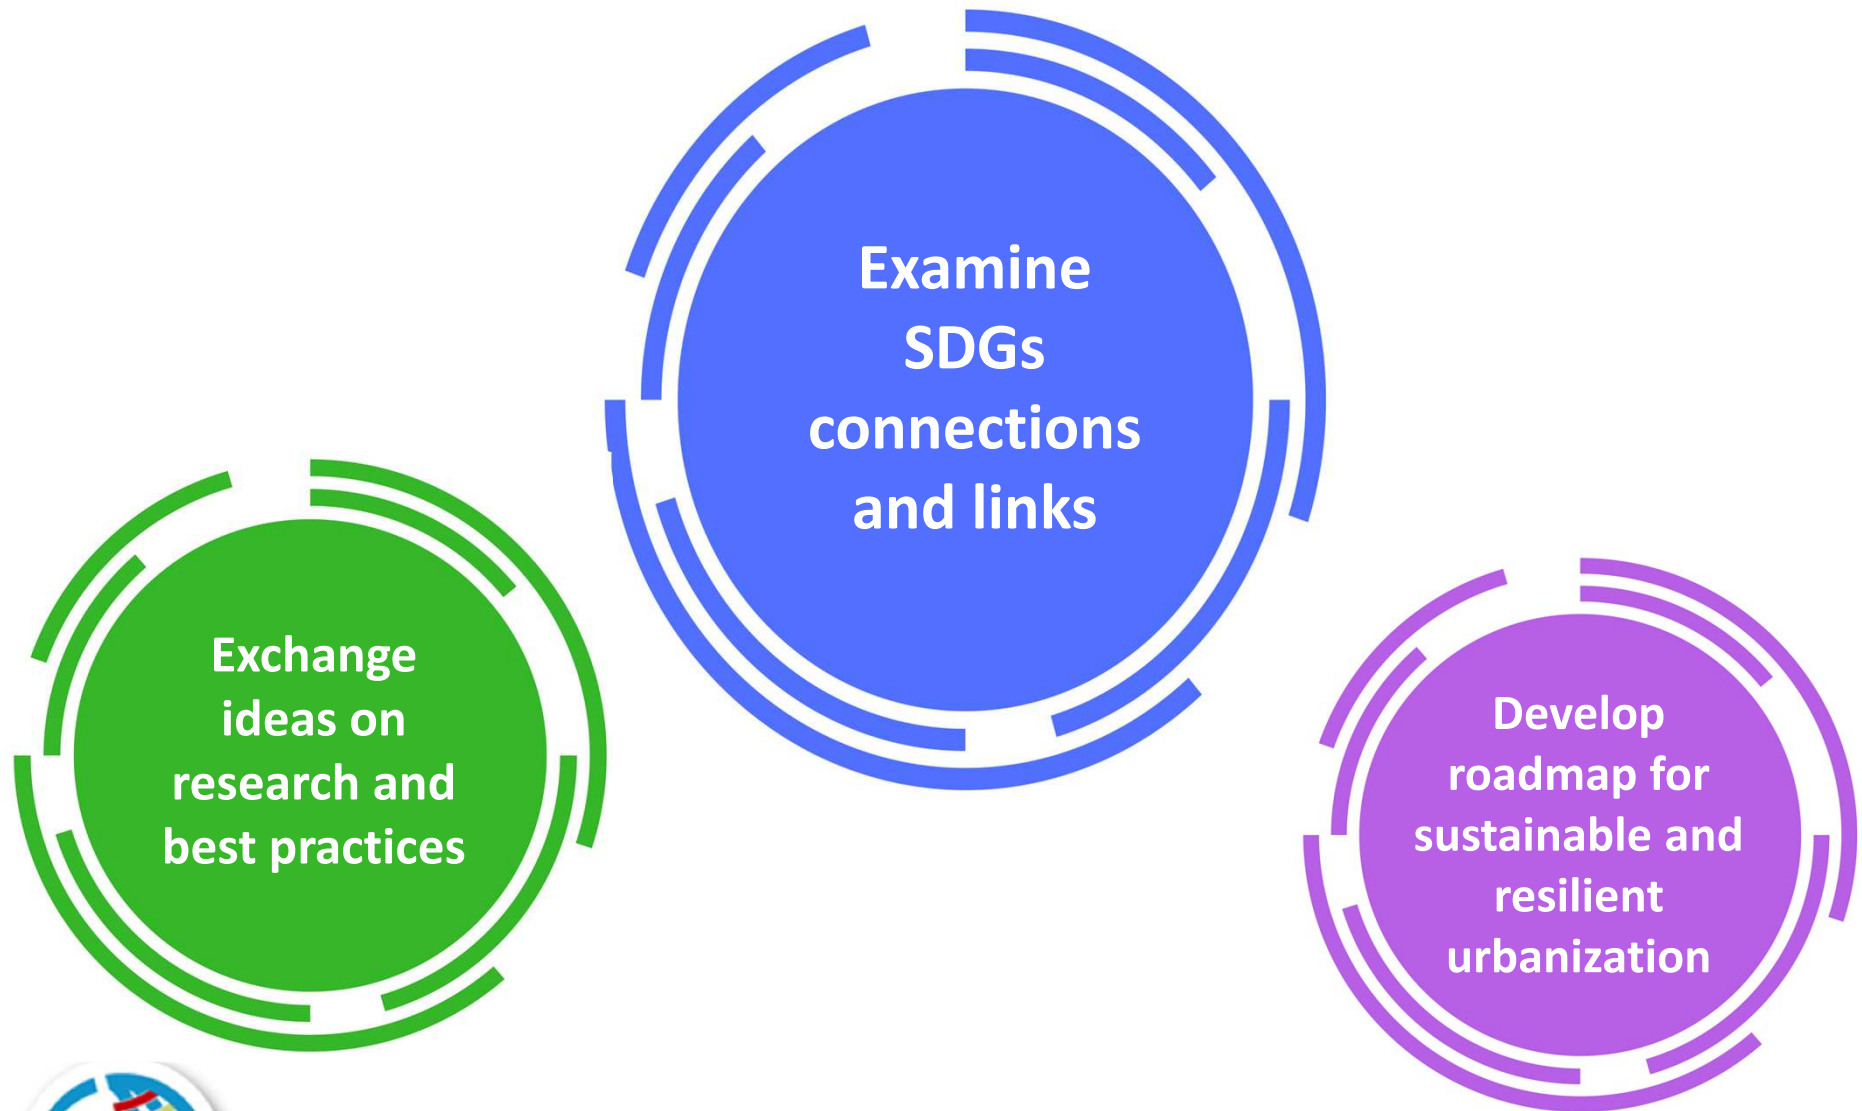 Examine
SDGs
connections
and links
Exchange
ideas on
research and
best practices
Develop
roadmap for
sustainable and
resilient
urbanization